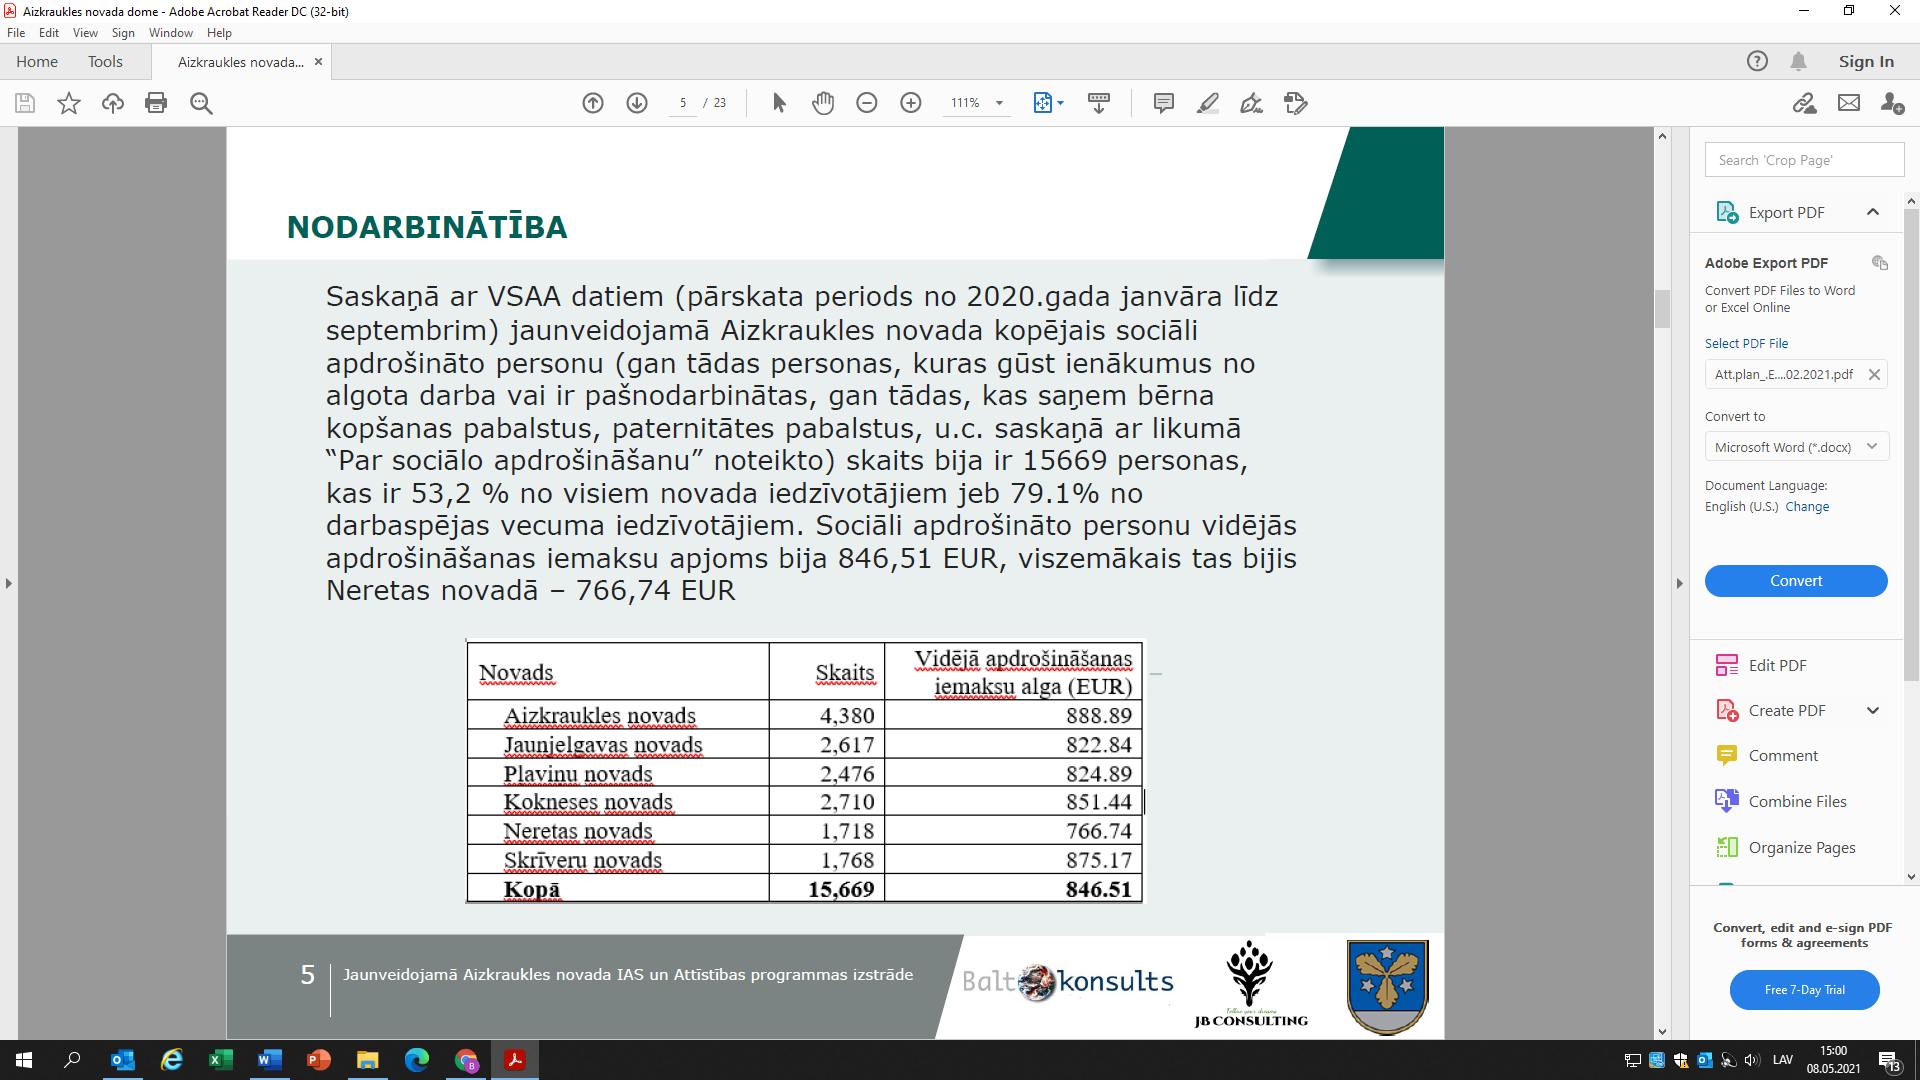 Aizkraukles novada dome - Adobe Acrobat Reader DC (32-bit)
File Edit View Sign Window Help
Home Tools Aizkraukles novada... × Sign In
5 / 23 111%
NODARBINĀTĪBA
Saskaņā ar VSAA datiem (pārskata periods no 2020.gada janvāra līdz
septembrim) jaunveidojamā Aizkraukles novada kopējais sociāli
apdrošināto personu (gan tādas personas, kuras gūst ienākumus no
algota darba vai ir pašnodarbinātas, gan tādas, kas saņem bērna
kopšanas pabalstus, paternitātes pabalstus, u.c. saskaņā ar likumā
“Par sociālo apdrošināšanu” noteikto) skaits bija ir 15669 personas,
kas ir 53,2 % no visiem novada iedzīvotājiem jeb 79.1% no
darbaspējas vecuma iedzīvotājiem. Sociāli apdrošināto personu vidējās
apdrošināšanas iemaksu apjoms bija 846,51 EUR, viszemākais tas bijis
Neretas novadā – 766,74 EUR
Novads Skaits Vidējā apdrošināšanas
iemaksu alga (EUR)
Aizkraukles novads 4,380 888.89
Jaunjelgavas novads 2,617 822.84
Pļaviņu novads 2,476 824.89
Kokneses novads 2,710 851.44
Neretas novads 1,718 766.74
Skrīveru novads 1,768 875.17
Kopā 15,669 846.51
5 Jaunveidojamā Aizkraukles novada IAS un Attīstības programmas izstrāde
Balt konsults
Follow your dreams
JB CONSULTING
Search 'Crop Page'
Export PDF
Adobe Export PDF
Convert PDF Files to Word
or Excel Online
Select PDF File
Att.plan_.E....02.2021.pdf
Convert to
Microsoft Word (*.docx)
Document Language:
English (U.S.) Change
Convert
Edit PDF
Create PDF
Comment
Combine Files
Organize Pages
Convert, edit and e-sign PDF
forms & agreements
Free 7-Day Trial
LAV
15:00
08.05.2021
13